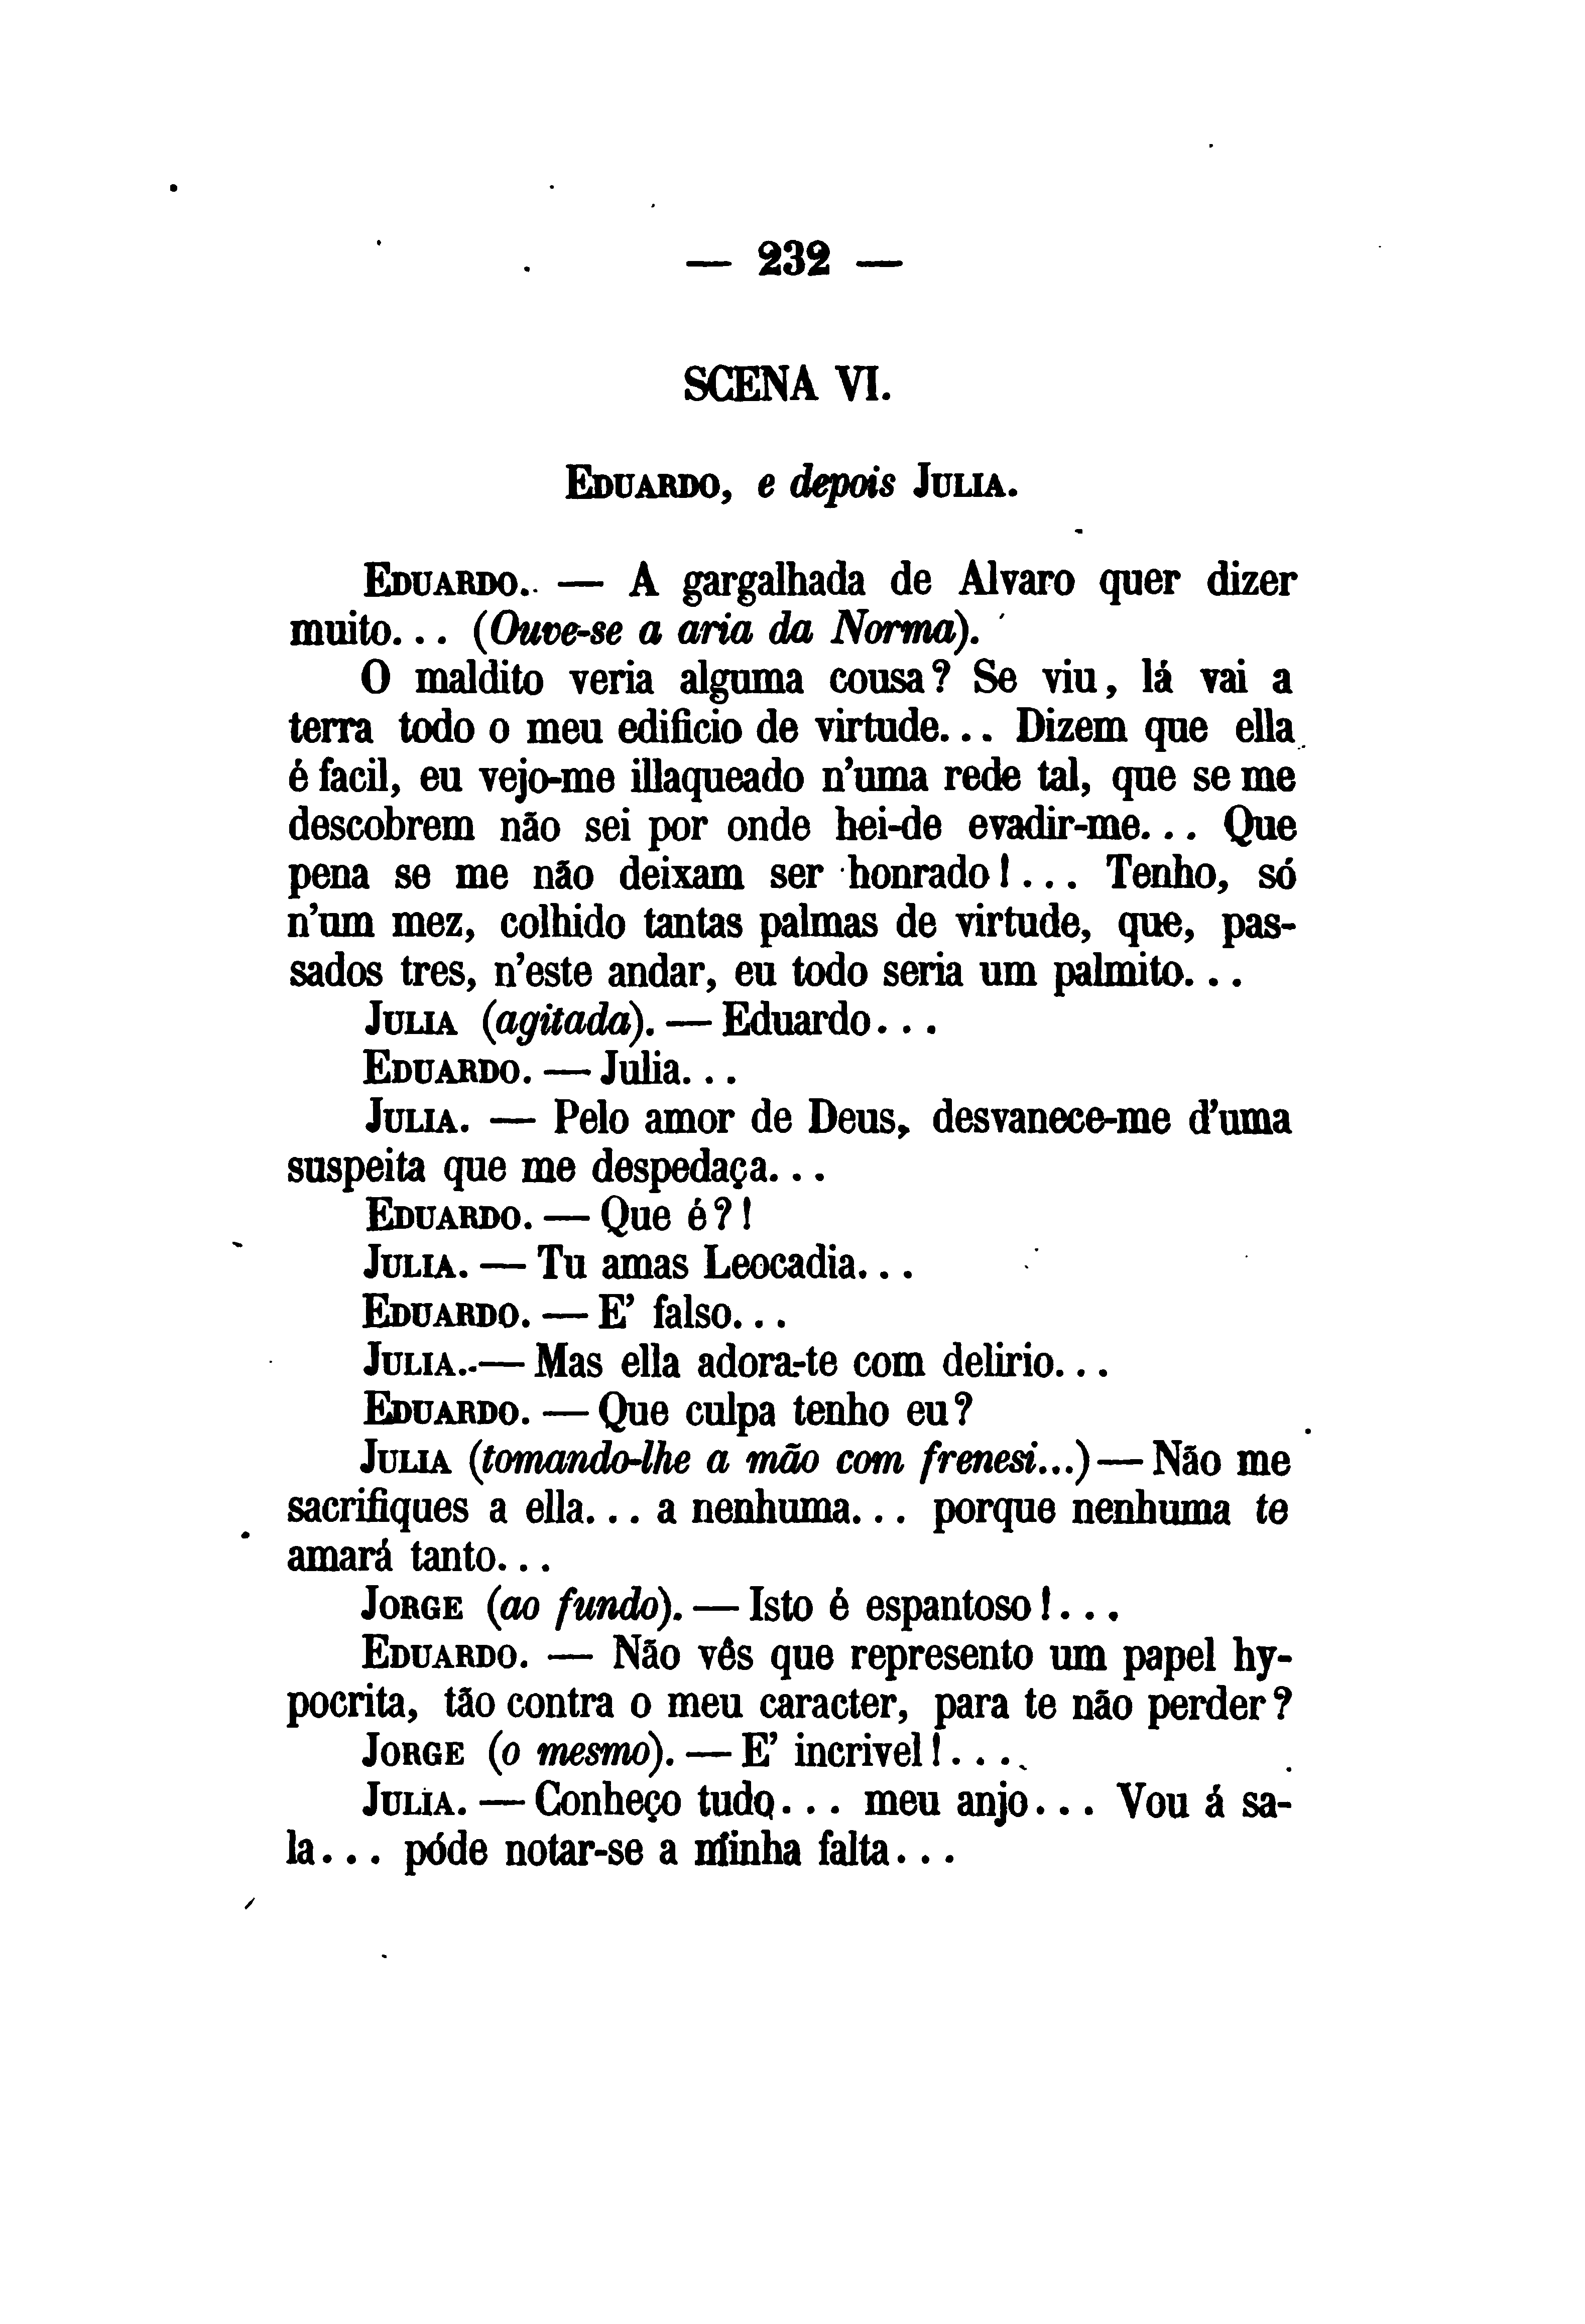 — 232 —
SCENA VI.
EDUARDO, e depois JULIA.
EDUARDO. — A gargalhada de Alvaro quer dizer
muito... (Ouve-se a aria da Norma).
O maldito veria alguma cousa? Se viu, lá vai a
terra todo o meu edificio de virtude... Dizem que ella
é facil, eu vejo-me illaqueado n'uma rede tal, que se me
descobrem não sei por onde hei-de evadir-me... Que
pena se me não deixam ser honrado!... Tenho, só
n'um mez, colhido tantas palmas de virtude, que, pas-
sados tres, n'este andar, eu todo seria um palmito...
JULIA (agitada). — Eduardo...
EDUARDO. — Julia...
JULIA. — Pelo amor de Deus, desvanece-me d'uma
suspeita que me despedaça...
EDUARDO. — Que é?!
JULIA. — Tu amas Leocadia...
EDUARDO. — E' falso...
JULIA. — Mas ella adora-te com delirio...
EDUARDO. — Que culpa tenho eu?
JULIA (tomando-lhe a mão com frenesi...) — Não me
sacrifiques a ella... a nenhuma... porque nenhuma te
amará tanto...
JORGE (ao fundo). — Isto é espantoso!...
EDUARDO. — Não vês que represento um papel hy-
pocrita, tão contra o meu caracter, para te não perder?
JORGE (o mesmo). — E' incrivel!...
JULIA. — Conheço tudo... meu anjo... Vou á sa-
la... póde notar-se a minha falta...